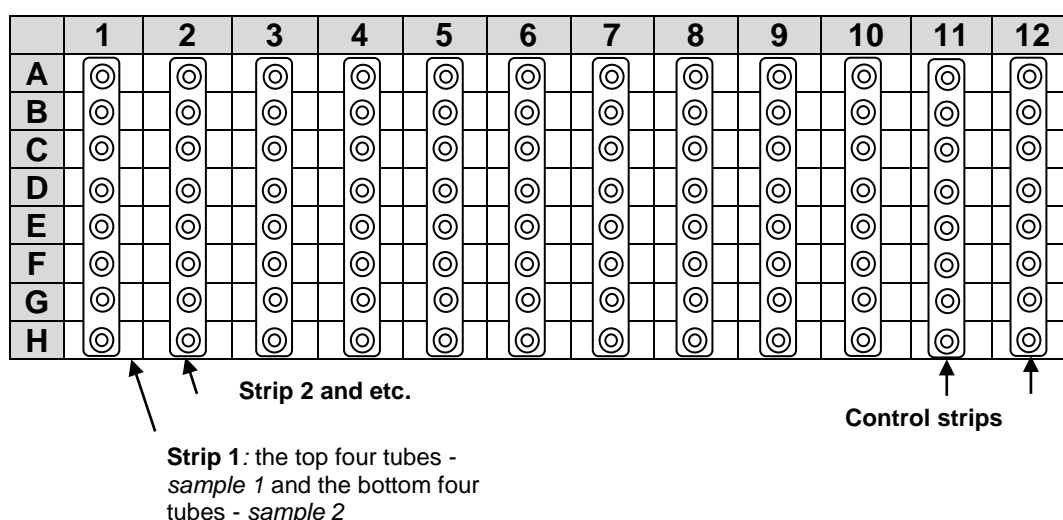 1 2 3 4 5 6 7 8 9 10 11 12
A
B
C
D
E
F
G
H
Strip 2 and etc.
Control strips
Strip 1: the top four tubes -
sample 1 and the bottom four
tubes - sample 2